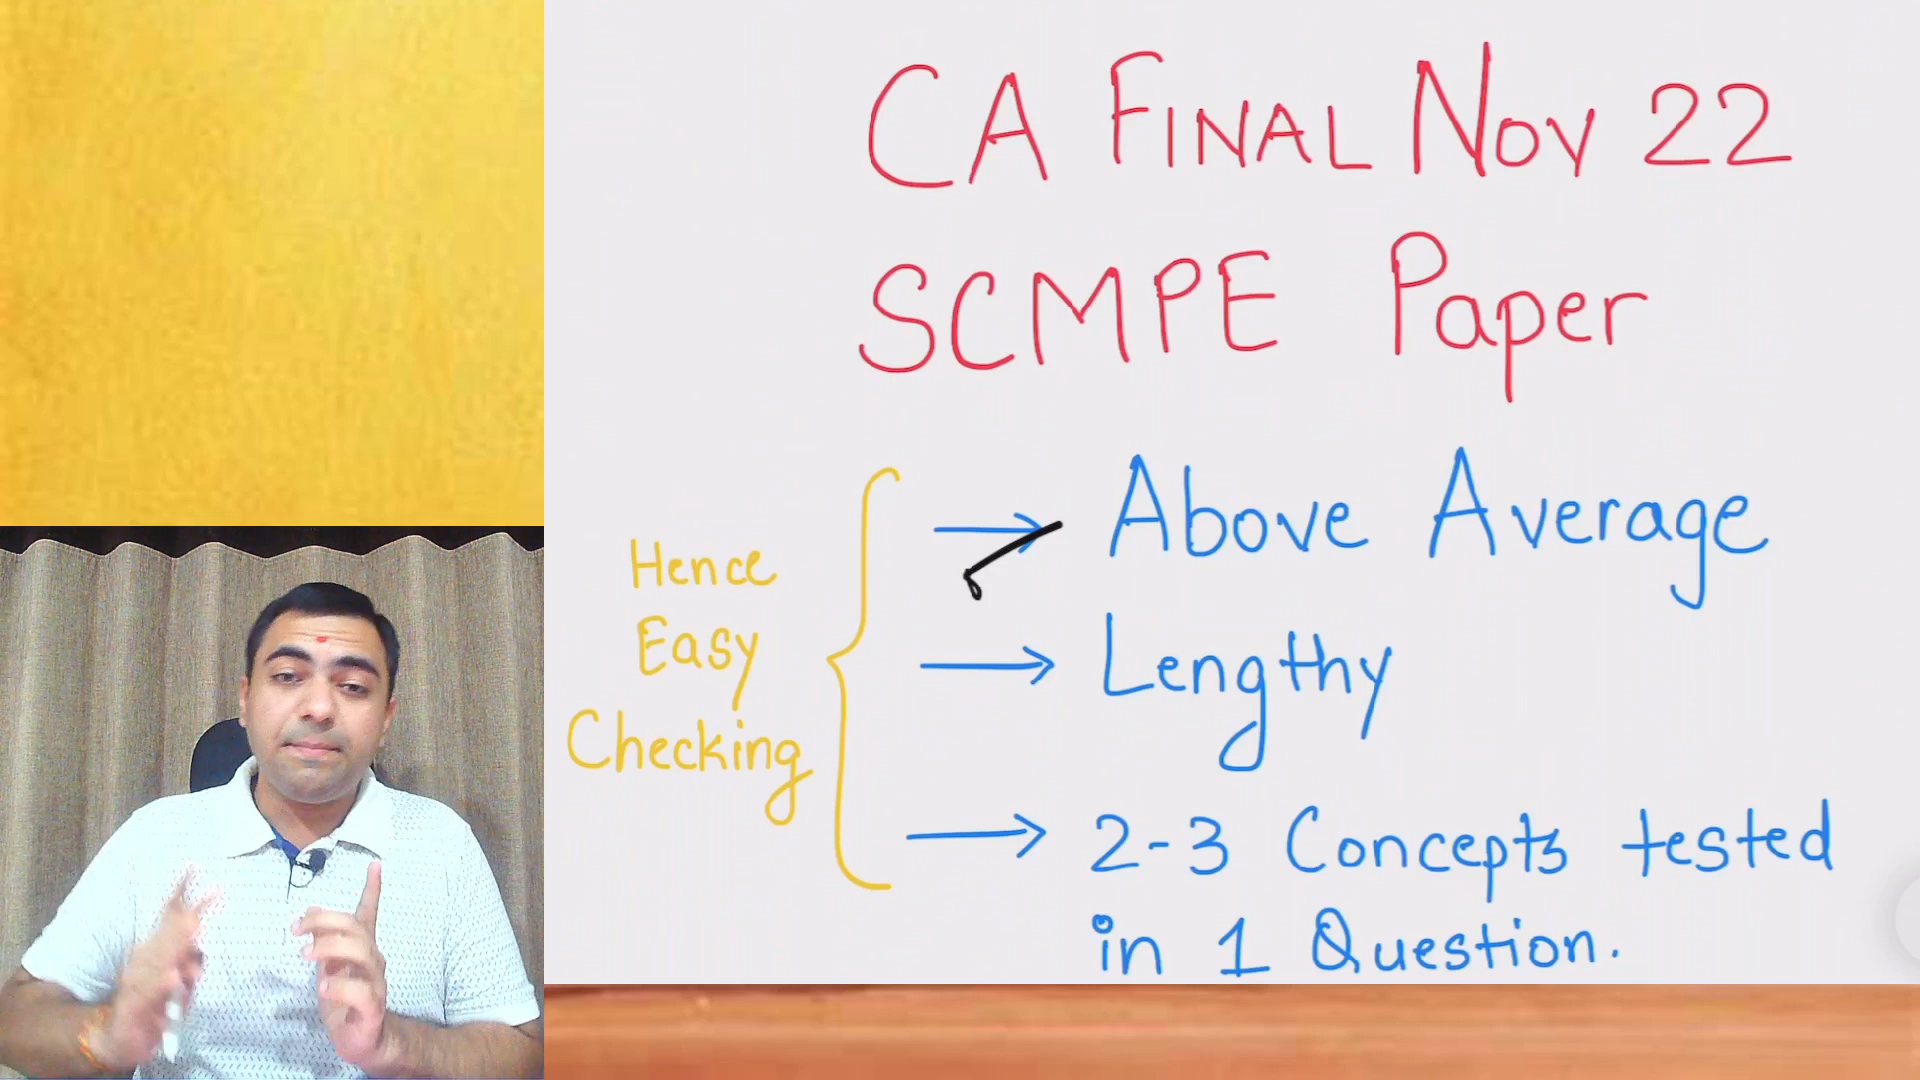 CA FINAL NOV 22
SCMPE Paper
Hence
Easy
Checking
→ Above Average
→ Lengthy
→ 2-3 Concepts tested
in 1 Question.